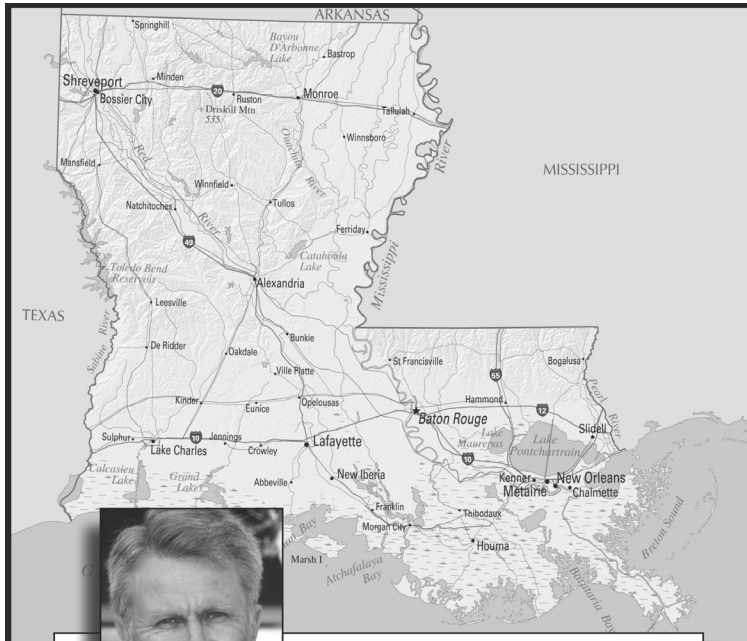 ARKANSAS
Springhill
Bayou
D'Arbonne
Lake
Bastrop
Shreveport
Minden
Bossier City
20
Ruston
Monroe
+Driskill Mtn
535
Tallulah
Winnsboro
Ouachita River
Red River
Mississippi River
MISSISSIPPI
Mansfield
Winnfield
Natchitoches
Tullos
Ferriday
49
Catahoula
Lake
Toledo Bend
Reservoir
Alexandria
TEXAS
Leesville
Sabine River
Bunkie
De Ridder
Oakdale
Ville Platte
St Francisville
Bogalusa
55
Pearl River
Kinder
Eunice
Opelousas
Hammond
12
Baton Rouge
Sulphur
10
Jennings
Lake Charles
Crowley
Lafayette
Lake
Maurepas
Lake
Pontchartrain
Slidell
10
Calcasieu
Lake
Grand
Lake
Abbeville
New Iberia
Kenner
New Orleans
Metairie
Chalmette
Franklin
Thibodaux
Morgan City
Breton Sound
Bay
Marsh I
Houma
Atchafalaya
Bay
Barataria Bay
G